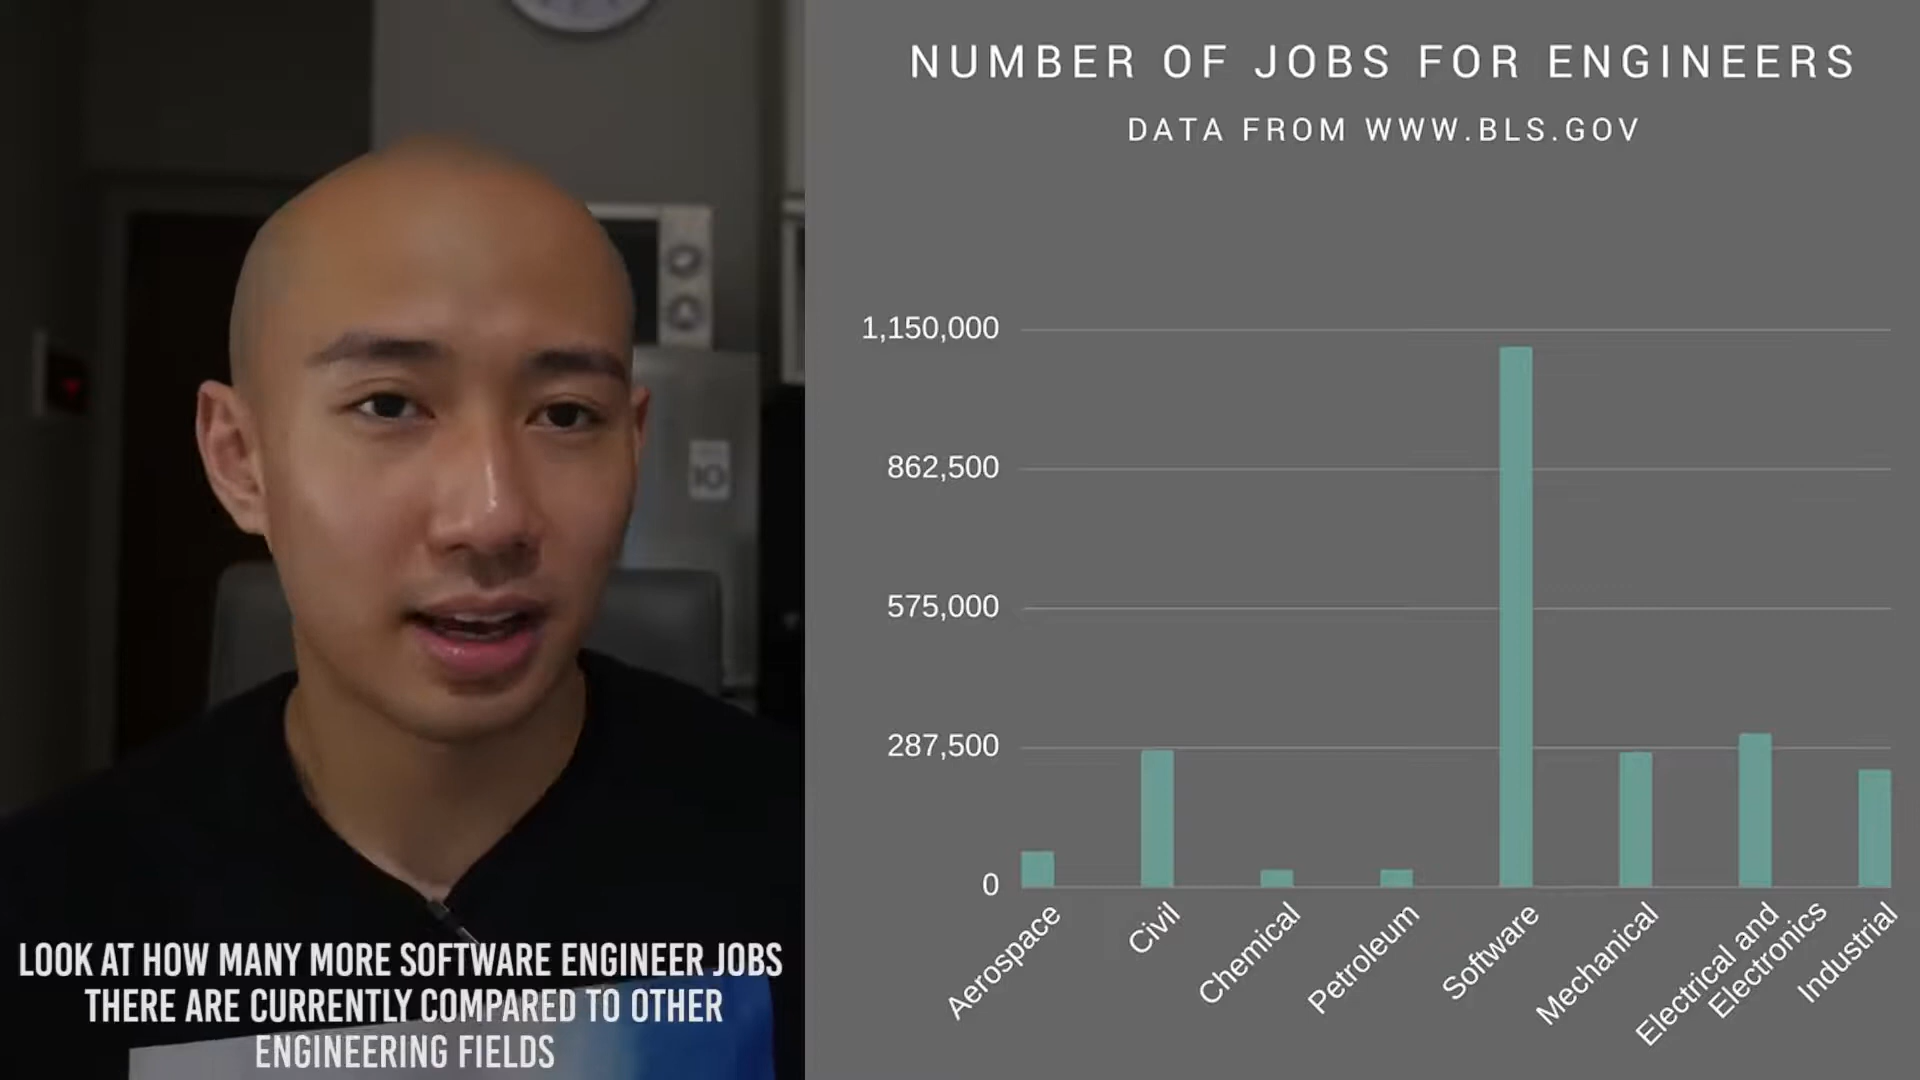 NUMBER OF JOBS FOR ENGINEERS
DATA FROM WWW.BLS.GOV
1,150,000
862,500
575,000
287,500
0
Aerospace
Civil
Chemical
Petroleum
Software
Mechanical
Electrical and
Electronics
Industrial
10
LOOK AT HOW MANY MORE SOFTWARE ENGINEER JOBS
THERE ARE CURRENTLY COMPARED TO OTHER
ENGINEERING FIELDS